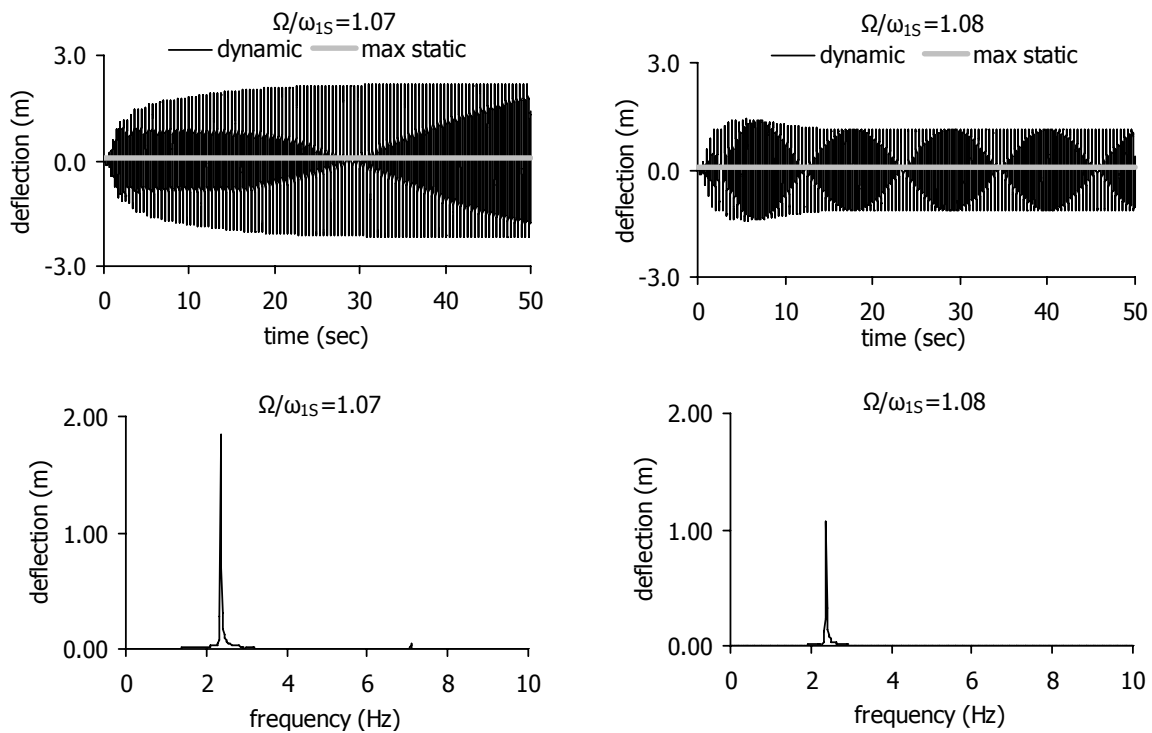 Ω/ω1S=1.07
dynamic max static
3.0
0.0
-3.0
deflection (m)
0 10 20 30 40 50
time (sec)
Ω/ω1S=1.08
dynamic max static
3.0
0.0
-3.0
deflection (m)
0 10 20 30 40 50
time (sec)
Ω/ω1S=1.07
2.00
1.00
0.00
deflection (m)
0 2 4 6 8 10
frequency (Hz)
Ω/ω1S=1.08
2.00
1.00
0.00
deflection (m)
0 2 4 6 8 10
frequency (Hz)